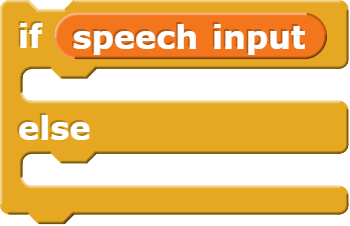 if speech input
else